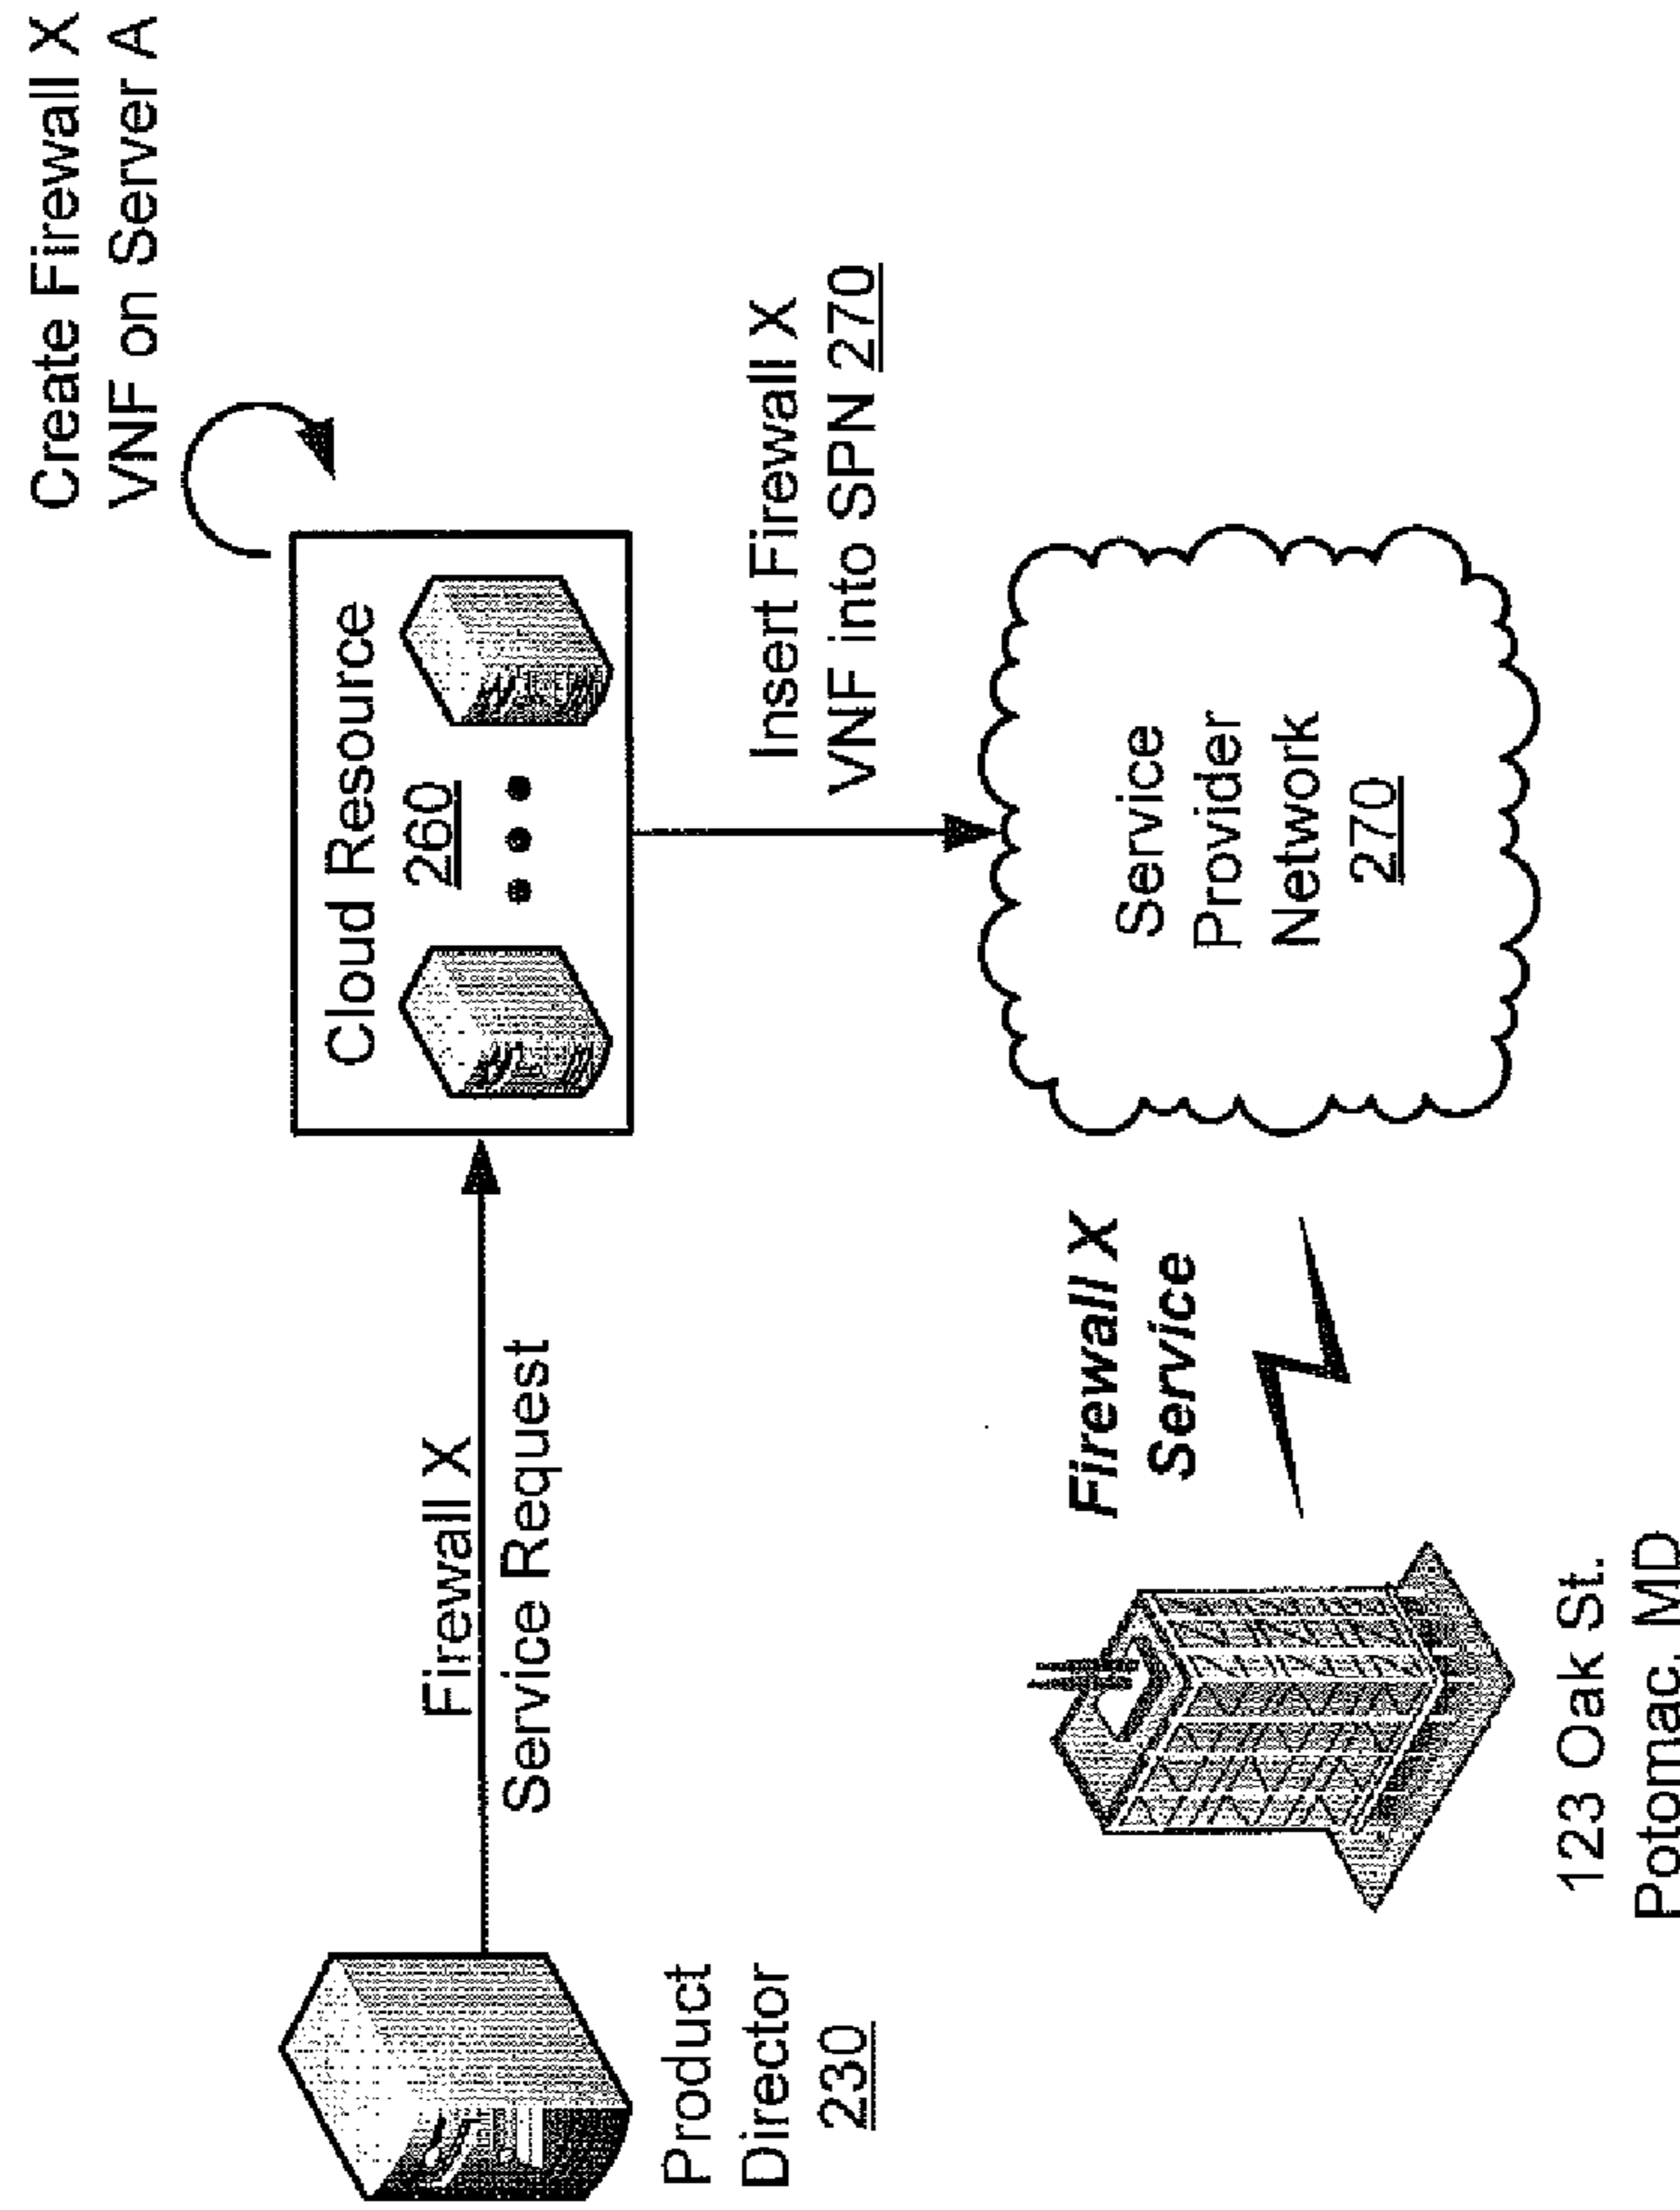 Create Firewall X
VNF on Server A
Cloud Resource
260
Firewall X
Service Request
Product
Director
230
Insert Firewall X
VNF into SPN 270
Service
Provider
Network
270
Firewall X
Service
123 Oak St.
Potomac, MD